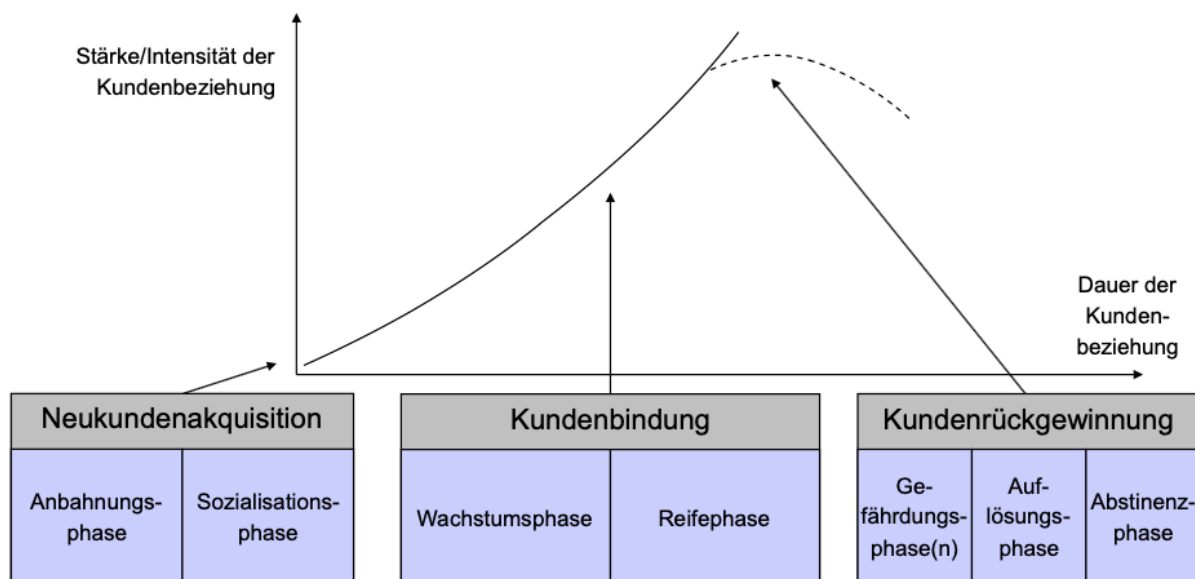 Stärke/Intensität der
Kundenbeziehung
Dauer der
Kunden-
beziehung
Neukundenakquisition
Anbahnungs-
phase
Sozialisations-
phase
Kundenbindung
Wachstumsphase
Reifephase
Kundenrückgewinnung
Ge-
fährdungs-
phase(n)
Auf-
lösungs-
phase
Abstinenz-
phase